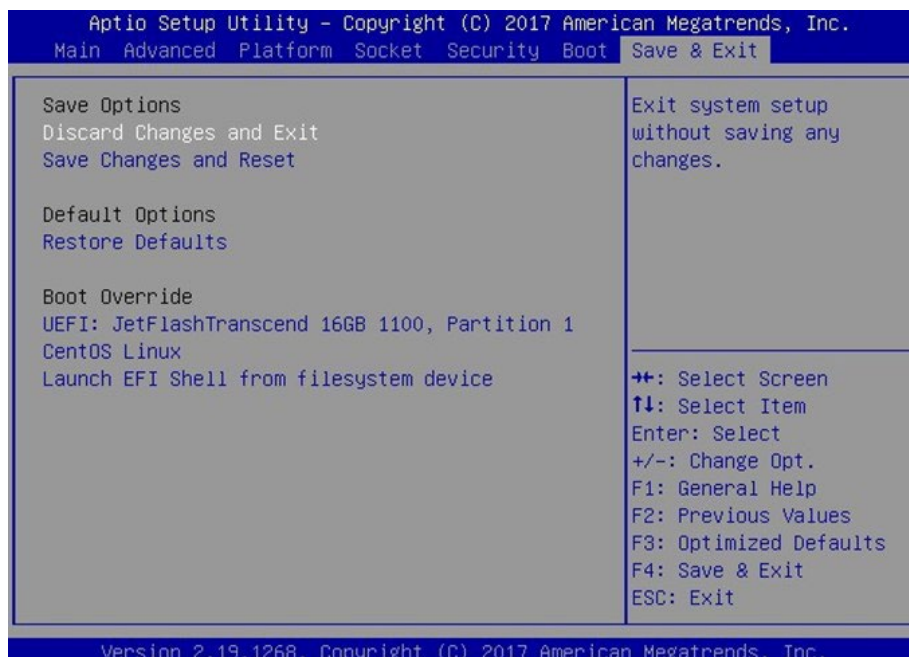 Aptio Setup Utility – Copyright (C) 2017 American Megatrends, Inc.
Main Advanced Platform Socket Security Boot Save & Exit
Save Options
Discard Changes and Exit
Save Changes and Reset
Default Options
Restore Defaults
Boot Override
UEFI: JetFlashTranscend 16GB 1100, Partition 1
CentOS Linux
Launch EFI Shell from filesystem device
Exit system setup
without saving any
changes.
→←: Select Screen
↑↓: Select Item
Enter: Select
+/-: Change Opt.
F1: General Help
F2: Previous Values
F3: Optimized Defaults
F4: Save & Exit
ESC: Exit
Version 2.19.1268. Copyright (C) 2017 American Megatrends, Inc.